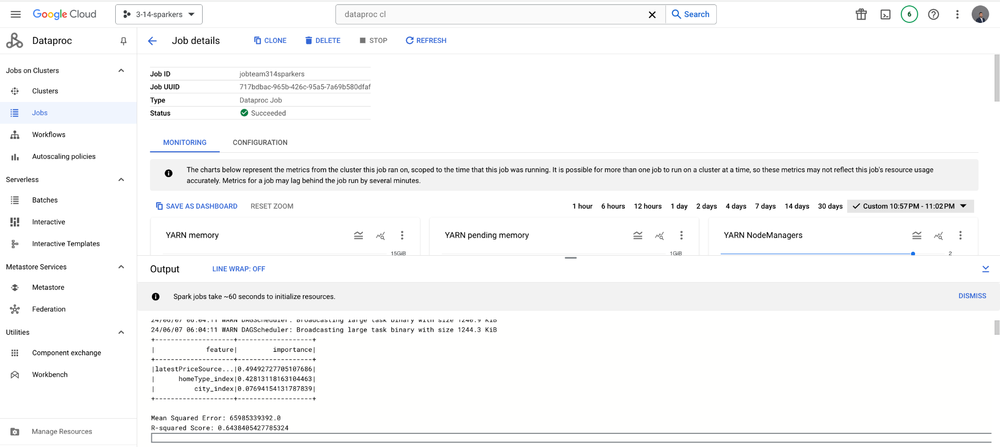 Google Cloud
3-14-sparkers
dataproc cl
Search
6
Dataproc
Job details
CLONE
DELETE
STOP
REFRESH
Jobs on Clusters
Clusters
Jobs
Workflows
Autoscaling policies
Serverless
Batches
Interactive
Interactive Templates
Metastore Services
Metastore
Federation
Utilities
Component exchange
Workbench
Manage Resources
Job ID jobteam314sparkers
Job UUID 717bdbac-965b-426c-95a5-7a69b580dfaf
Type Dataproc Job
Status Succeeded
MONITORING CONFIGURATION
The charts below represent the metrics from the cluster this job ran on, scoped to the time that this job was running. It is possible for more than one job to run on a cluster at a time, so these metrics may not reflect this job's resource usage
accurately. Metrics for a job may lag behind the job run by several minutes.
SAVE AS DASHBOARD RESET ZOOM 1 hour 6 hours 12 hours 1 day 2 days 4 days 7 days 14 days 30 days Custom 10:57 PM - 11:02 PM
YARN memory
15GiB
YARN pending memory
1GiB
YARN NodeManagers
2
Output LINE WRAP: OFF
Spark jobs take ~60 seconds to initialize resources. DISMISS
24/06/07 06:04:11 WARN DAGScheduler: Broadcasting large task binary with size 1240.9 KiB
24/06/07 06:04:11 WARN DAGScheduler: Broadcasting large task binary with size 1244.3 KiB
+--------------------+-------------------+
|             feature|         importance|
+--------------------+-------------------+
|latestPriceSource...|0.49492727705107686|
|      homeType_index|0.42813118163104463|
|          city_index|0.07694154131787839|
+--------------------+-------------------+
Mean Squared Error: 65985339392.0
R-squared Score: 0.6438405427785324